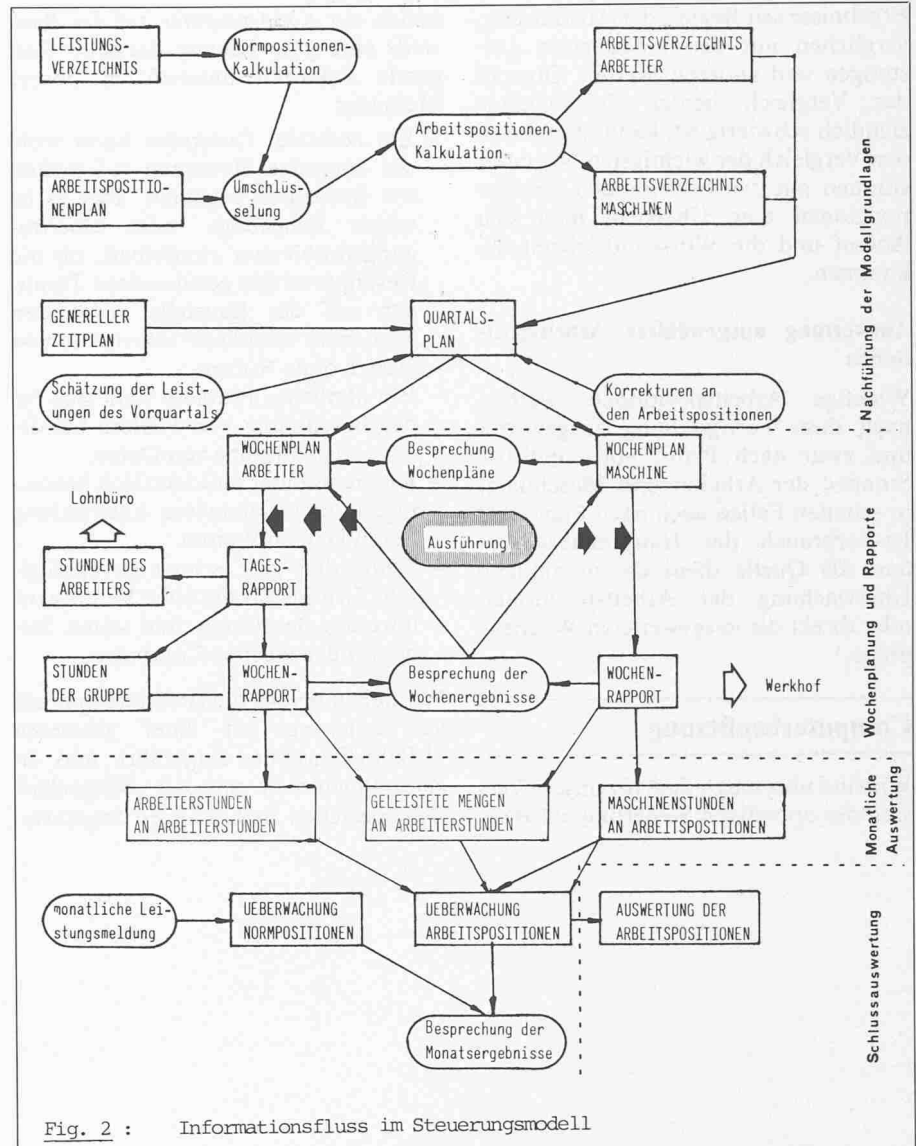 LEISTUNGS-
VERZEICHNIS
Normpositionen-
Kalkulation
ARBEITSVERZEICHNIS
ARBEITER
Arbeitspositionen-
Kalkulation
ARBEITSPOSITIO-
NENPLAN
Umschlüs-
selung
ARBEITSVERZEICHNIS
MASCHINEN
GENERELLER
ZEITPLAN
QUARTALS-
PLAN
Schätzung der Leist-
ungen des Vorquartals
Korrekturen an
den Arbeitspositionen
WOCHENPLAN
ARBEITER
Besprechung
Wochenpläne
WOCHENPLAN
MASCHINE
Lohnbüro
Ausführung
STUNDEN DES
ARBEITERS
TAGES-
RAPPORT
STUNDEN
DER GRUPPE
WOCHEN-
RAPPORT
Besprechung der
Wochenergebnisse
WOCHEN-
RAPPORT
Werkhof
ARBEITERSTUNDEN
AN ARBEITERSTUNDEN
GELEISTETE MENGEN
AN ARBEITERSTUNDEN
MASCHINENSTUNDEN
AN ARBEITSPOSITIONEN
monatliche Lei-
stungsmeldung
UEBERWACHUNG
NORMPOSITIONEN
UEBERWACHUNG
ARBEITSPOSITIONEN
AUSWERTUNG DER
ARBEITSPOSITIONEN
Besprechung der
Monatsergebnisse
Nachführung der Modellgrundlagen
Wochenplanung und Rapporte
Monatliche
Auswertung
Schlussauswertung
Fig. 2 : Informationsfluss im Steuerungsmodell